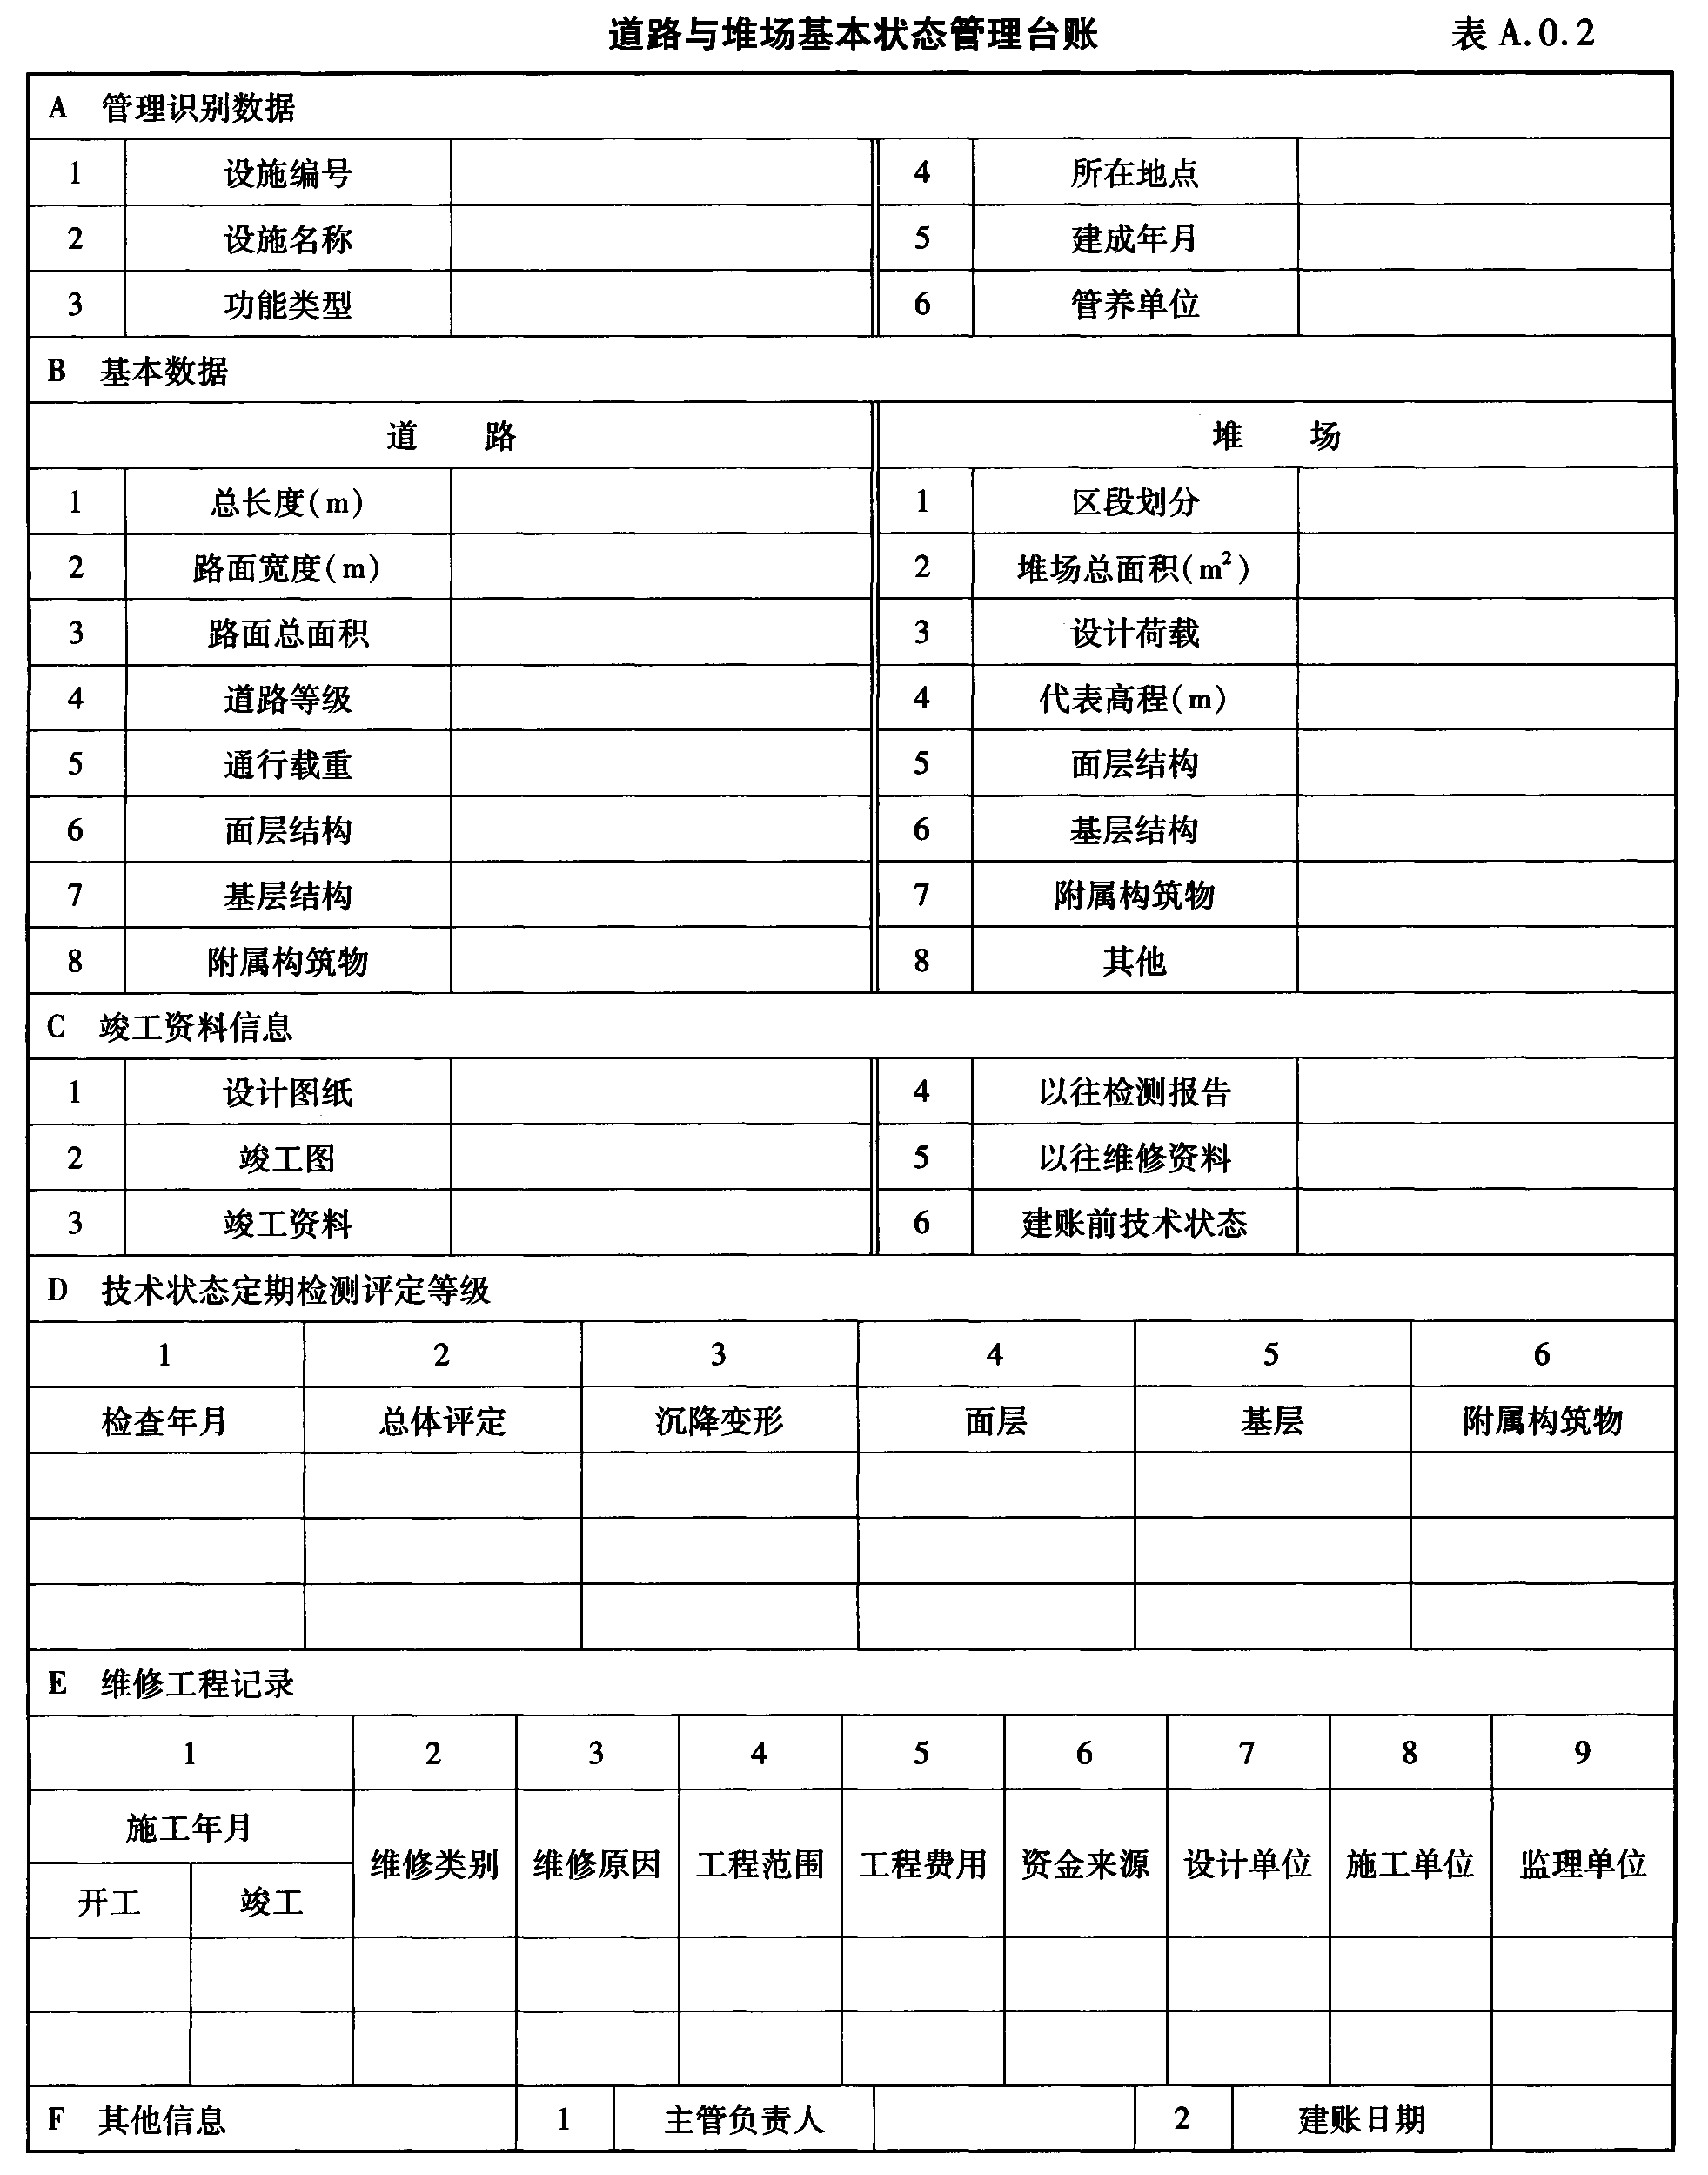 道路与堆场基本状态管理台账 表 A.0.2
A 管理识别数据
1 设施编号 4 所在地点
2 设施名称 5 建成年月
3 功能类型 6 管养单位
B 基本数据
道 路 堆 场
1 总长度(m) 1 区段划分
2 路面宽度(m) 2 堆场总面积(m²)
3 路面总面积 3 设计荷载
4 道路等级 4 代表高程(m)
5 通行载重 5 面层结构
6 面层结构 6 基层结构
7 基层结构 7 附属构筑物
8 附属构筑物 8 其他
C 竣工资料信息
1 设计图纸 4 以往检测报告
2 竣工图 5 以往维修资料
3 竣工资料 6 建账前技术状态
D 技术状态定期检测评定等级
1 2 3 4 5 6
检查年月 总体评定 沉降变形 面层 基层 附属构筑物
E 维修工程记录
1 2 3 4 5 6 7 8 9
施工年月
维修类别 维修原因 工程范围 工程费用 资金来源 设计单位 施工单位 监理单位
开工 竣工
F 其他信息 1 主管负责人 2 建账日期